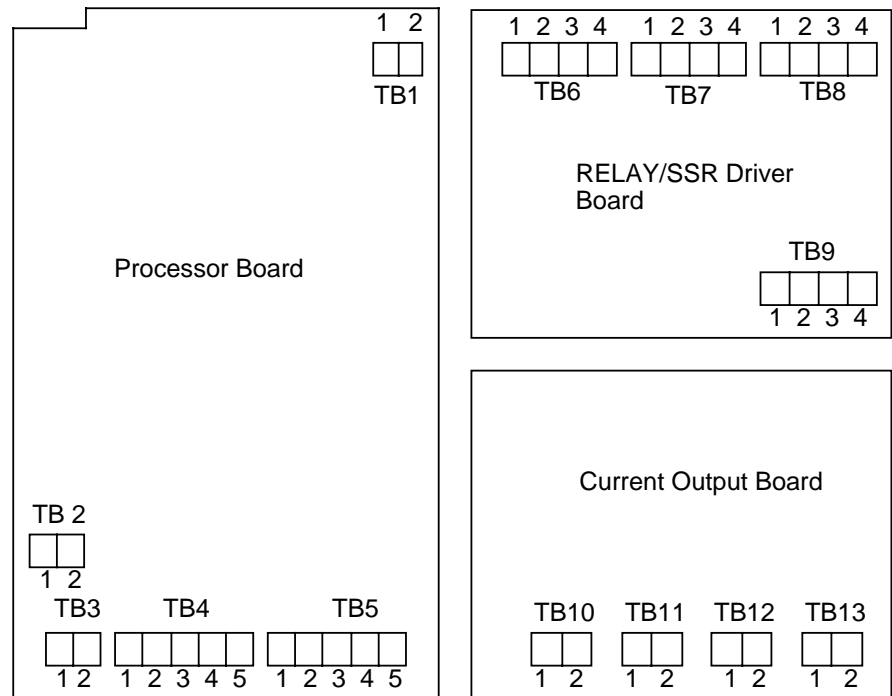 1 2
TB1
Processor Board
TB 2
1 2
TB3 TB4 TB5
1 2 1 2 3 4 5 1 2 3 4 5
1 2 3 4 1 2 3 4 1 2 3 4
TB6 TB7 TB8
RELAY/SSR Driver
Board
TB9
1 2 3 4
Current Output Board
TB10 TB11 TB12 TB13
1 2 1 2 1 2 1 2